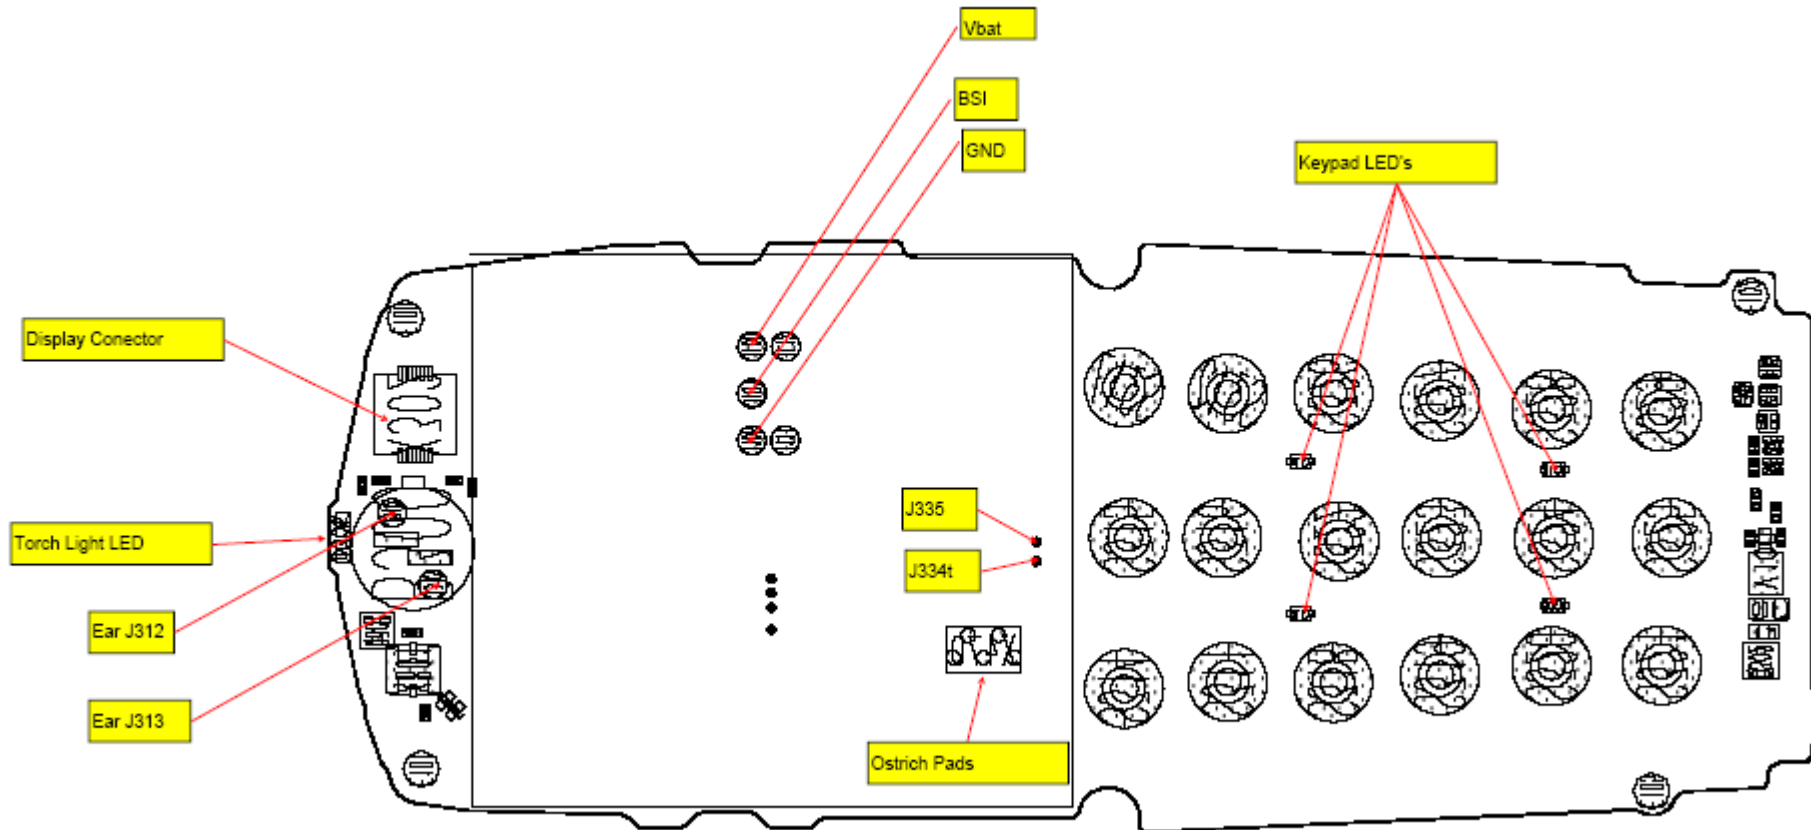 Vbat
BSI
GND
Keypad LED's
Display Conector
J335
Torch Light LED
J334t
Ear J312
Ear J313
Ostrich Pads